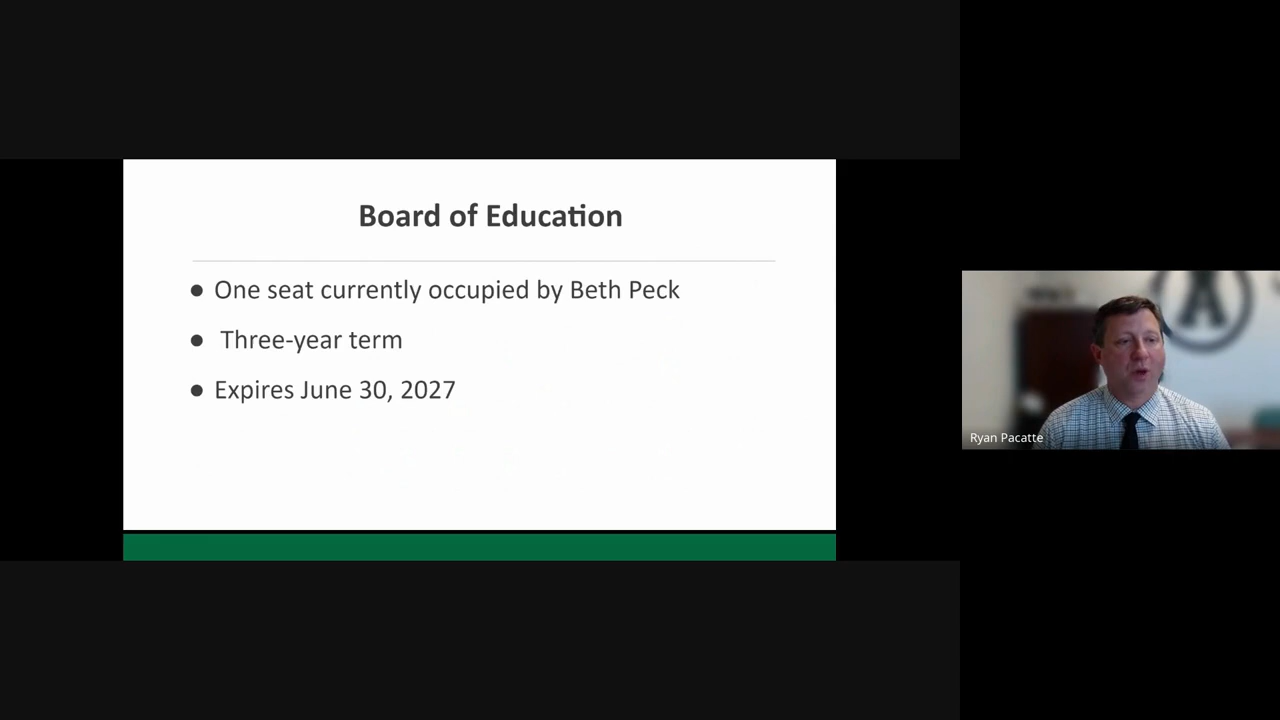 Board of Education
● One seat currently occupied by Beth Peck
● Three-year term
● Expires June 30, 2027
Ryan Pacatte